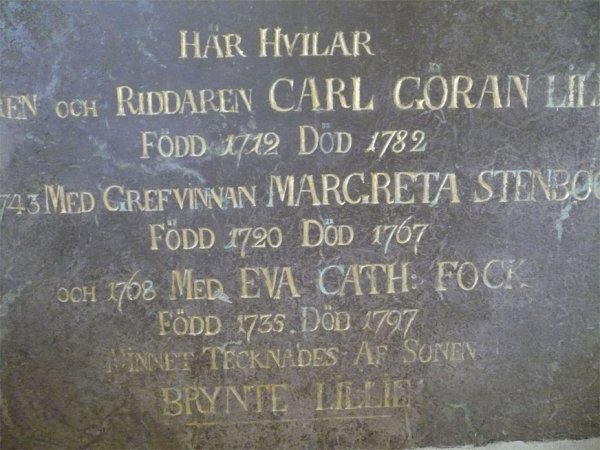 HÄR HVILAR
REN OCH RIDDAREN CARL GÖRAN LILL
FÖDD 1712 DÖD 1782
1743 MED GREFVINNAN MARGRETA STENBOC
FÖDD 1720 DÖD 1767
OCH 1768 MED EVA CATH: FOCK
FÖDD 1735. DÖD 1797
MINNET TECKNADES AF SONEN
BRYNTE LILLIE